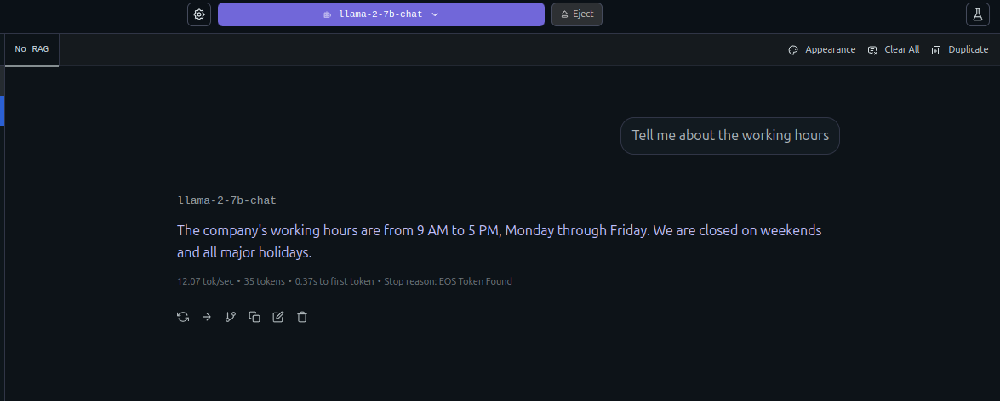 llama-2-7b-chat
Eject
No RAG
Appearance
Clear All
Duplicate
Tell me about the working hours
llama-2-7b-chat
The company's working hours are from 9 AM to 5 PM, Monday through Friday. We are closed on weekends
and all major holidays.
12.07 tok/sec • 35 tokens • 0.37s to first token • Stop reason: EOS Token Found